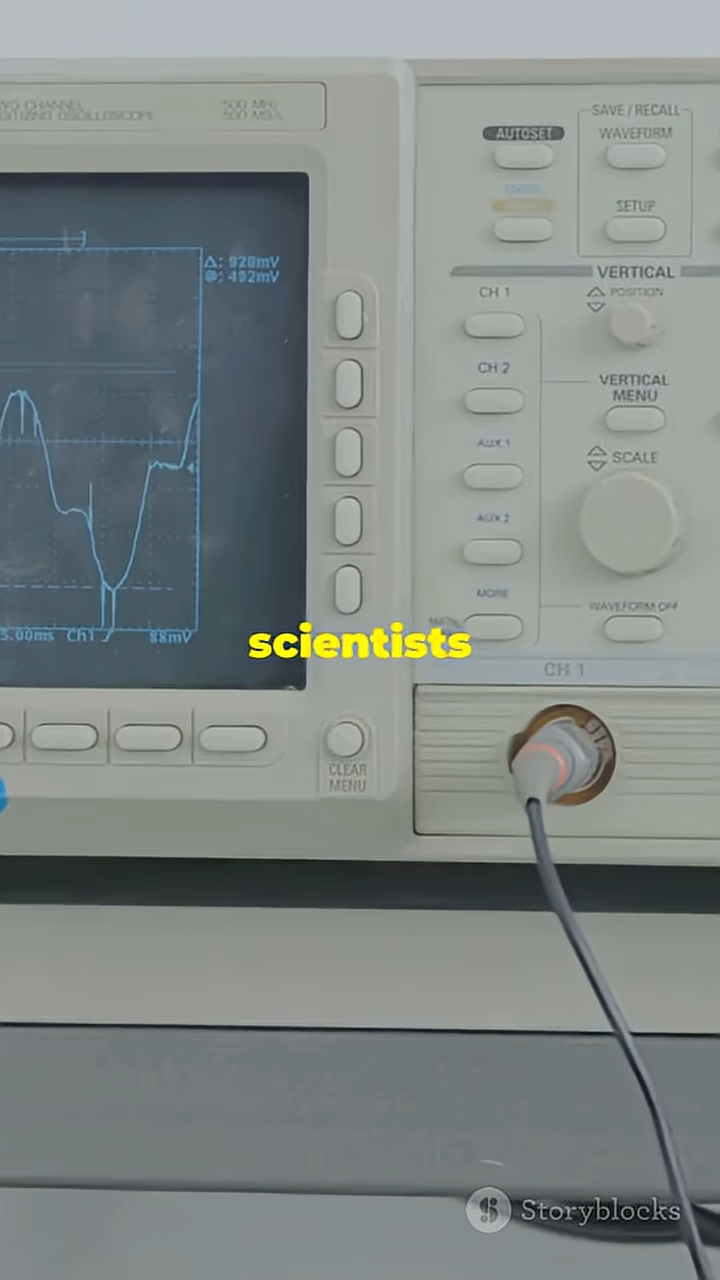 500 MHz
500 MS/s
AUTOSET
SAVE / RECALL
WAVEFORM
SETUP
VERTICAL
POSITION
CH 1
CH 2
VERTICAL
MENU
AUX 1
SCALE
AUX 2
MORE
WAVEFORM OFF
Δ: 920mV
@: 492mV
5.00ms Ch1 88mV
scientists
CH 1
CLEAR
MENU
Storyblocks